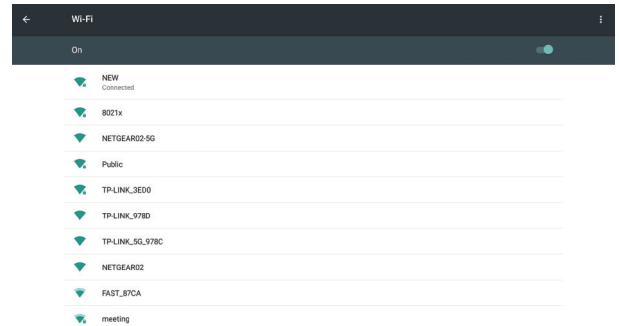 Wi-Fi
On
NEW
Connected
8021x
NETGEAR02-5G
Public
TP-LINK_3ED0
TP-LINK_978D
TP-LINK_5G_978C
NETGEAR02
FAST_87CA
meeting